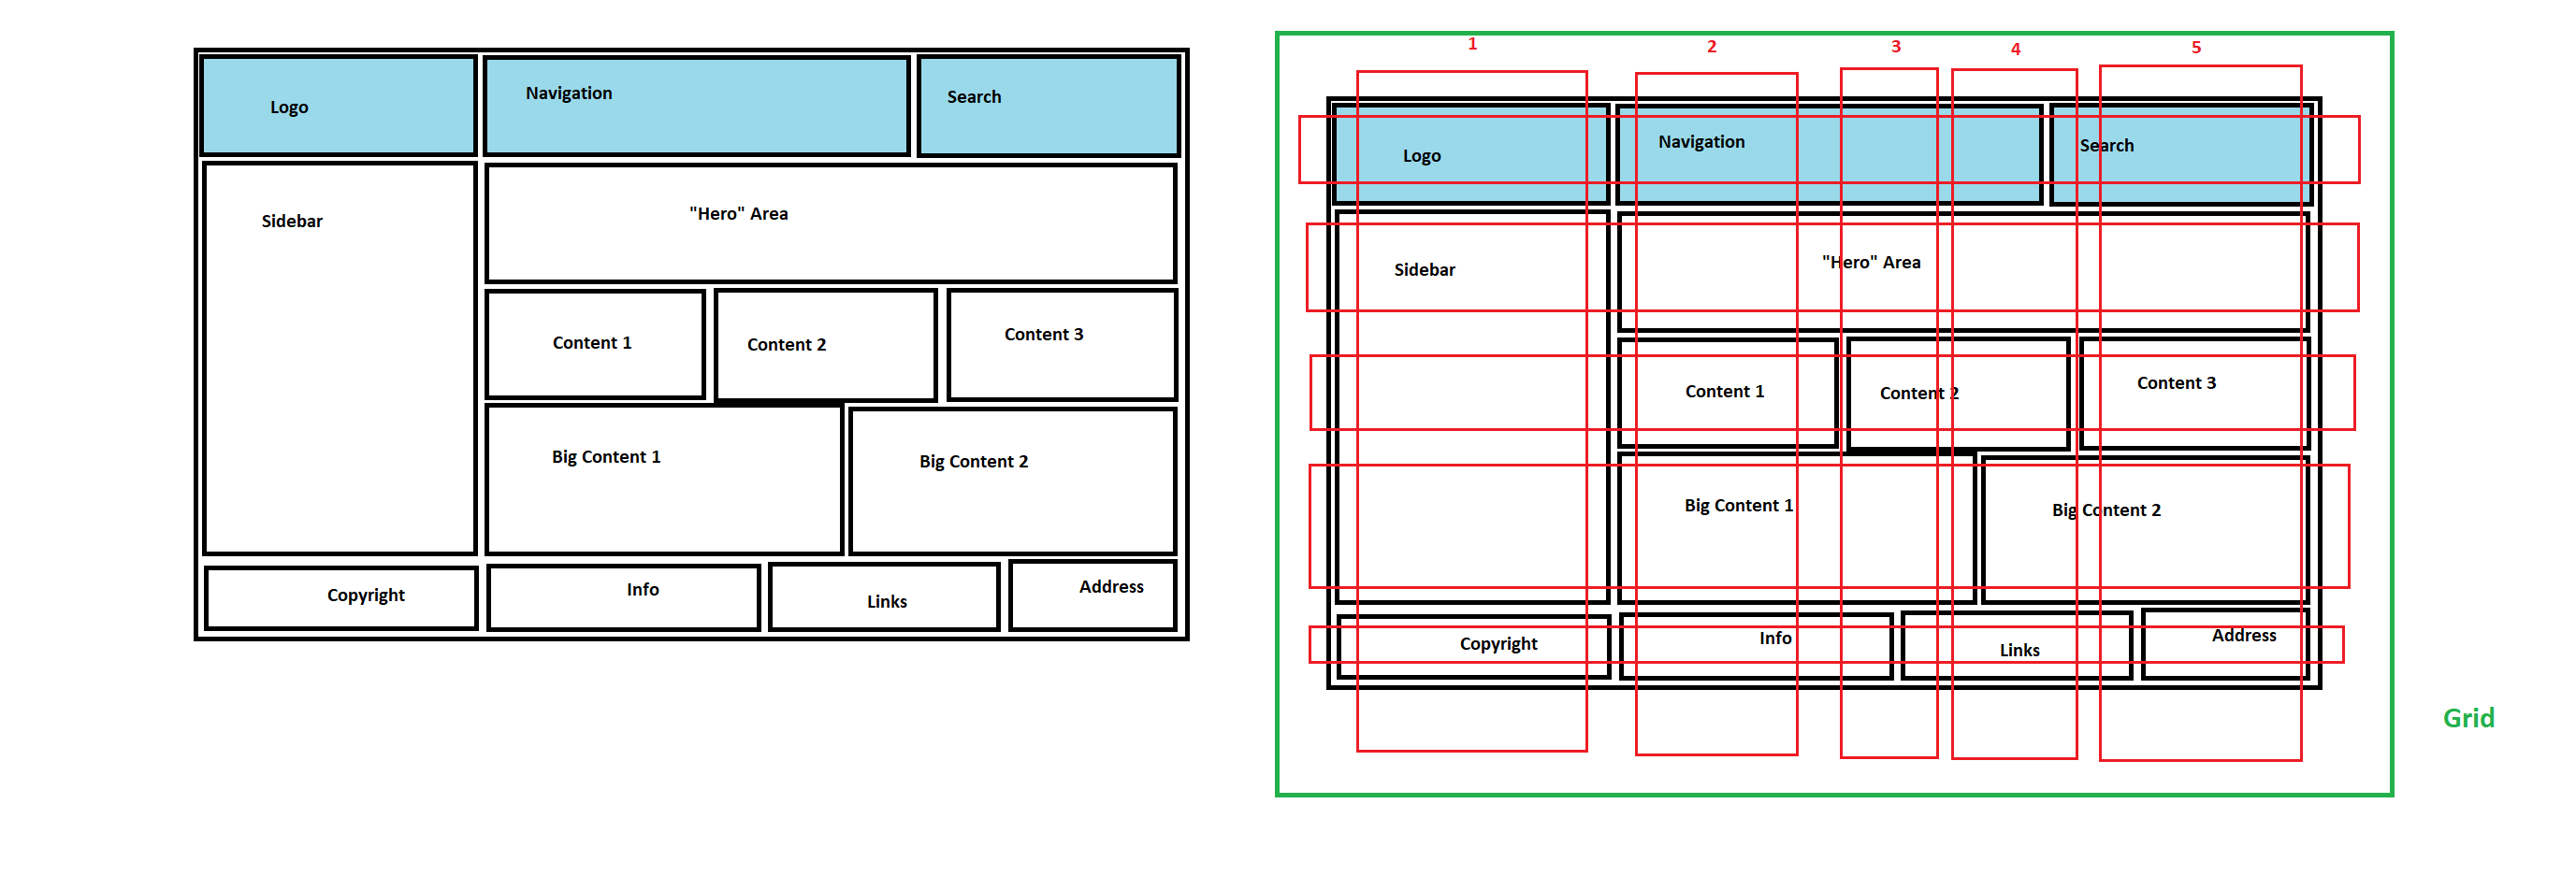 Logo
Navigation
Search
Sidebar
"Hero" Area
Content 1
Content 2
Content 3
Big Content 1
Big Content 2
Copyright
Info
Links
Address
1
2
3
4
5
Logo
Navigation
Search
Sidebar
"Hero" Area
Content 1
Content 2
Content 3
Big Content 1
Big Content 2
Copyright
Info
Links
Address
Grid